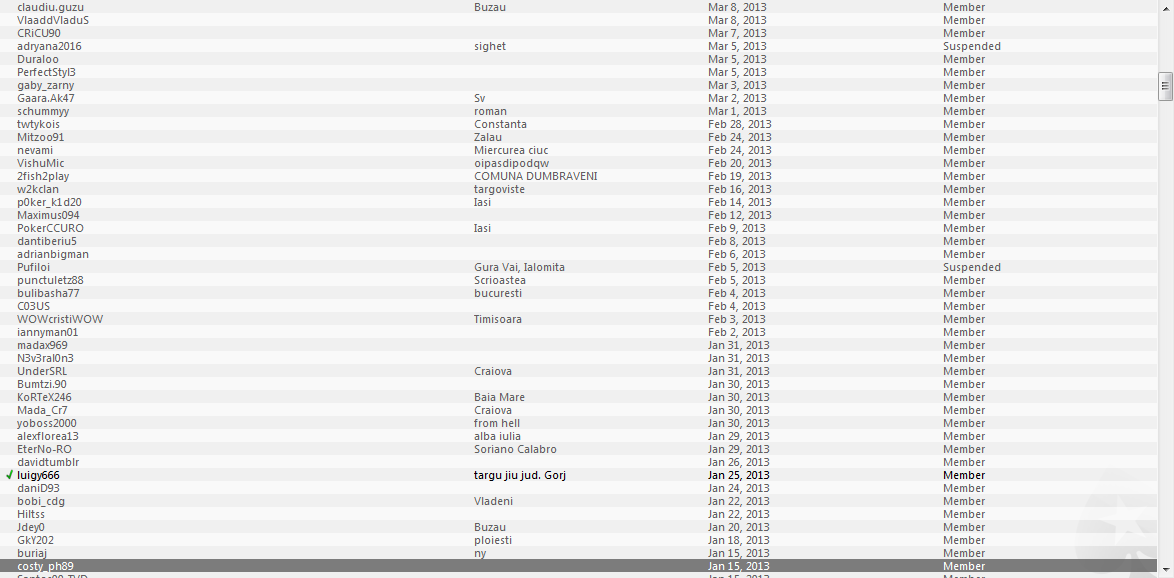 claudiu.guzu Buzau Mar 8, 2013 Member
VlaaddVladuS Mar 8, 2013 Member
CRiCU90 Mar 7, 2013 Member
adryana2016 sighet Mar 5, 2013 Suspended
Duraloo Mar 5, 2013 Member
PerfectStyl3 Mar 5, 2013 Member
gaby_zarny Mar 3, 2013 Member
Gaara.Ak47 Sv Mar 2, 2013 Member
schummyy roman Mar 1, 2013 Member
twtykois Constanta Feb 28, 2013 Member
Mitzoo91 Zalau Feb 24, 2013 Member
nevami Miercurea ciuc Feb 24, 2013 Member
VishuMic oipasdipodqw Feb 20, 2013 Member
2fish2play COMUNA DUMBRAVENI Feb 19, 2013 Member
w2kclan targoviste Feb 16, 2013 Member
p0ker_k1d20 Iasi Feb 14, 2013 Member
Maximus094 Feb 12, 2013 Member
PokerCCURO Iasi Feb 9, 2013 Member
dantiberiu5 Feb 8, 2013 Member
adrianbigman Feb 6, 2013 Member
Pufiloi Gura Vai, Ialomita Feb 5, 2013 Suspended
punctuletz88 Scrioastea Feb 5, 2013 Member
bulibasha77 bucuresti Feb 4, 2013 Member
C03US Feb 4, 2013 Member
WOWcristiWOW Timisoara Feb 3, 2013 Member
iannyman01 Feb 2, 2013 Member
madax969 Jan 31, 2013 Member
N3v3ral0n3 Jan 31, 2013 Member
UnderSRL Craiova Jan 31, 2013 Member
Bumtzi.90 Jan 30, 2013 Member
KoRTeX246 Baia Mare Jan 30, 2013 Member
Mada_Cr7 Craiova Jan 30, 2013 Member
yoboss2000 from hell Jan 30, 2013 Member
alexflorea13 alba iulia Jan 29, 2013 Member
EterNo-RO Soriano Calabro Jan 29, 2013 Member
davidtumblr Jan 26, 2013 Member
luigy666 targu jiu jud. Gorj Jan 25, 2013 Member
daniD93 Jan 24, 2013 Member
bobi_cdg Vladeni Jan 22, 2013 Member
Hiltss Jan 22, 2013 Member
Jdey0 Buzau Jan 20, 2013 Member
GkY202 ploiesti Jan 18, 2013 Member
buriaj ny Jan 15, 2013 Member
costy_ph89 Jan 15, 2013 Member